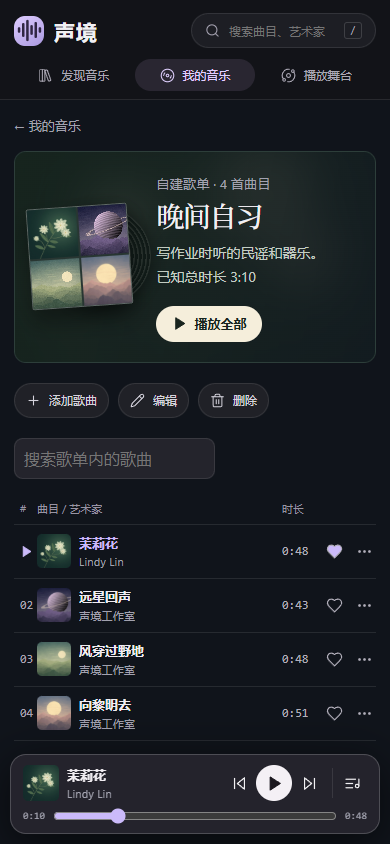 声境
搜索曲目、艺术家
/
发现音乐
我的音乐
播放舞台
← 我的音乐
自建歌单 · 4 首曲目
晚间自习
写作业时听的民谣和器乐。
已知总时长 3:10
播放全部
添加歌曲
编辑
删除
搜索歌单内的歌曲
# 曲目 / 艺术家 时长
茉莉花
Lindy Lin
0:48
02
远星回声
声境工作室
0:43
03
风穿过野地
声境工作室
0:48
04
向黎明去
声境工作室
0:51
茉莉花
Lindy Lin
0:10
0:48